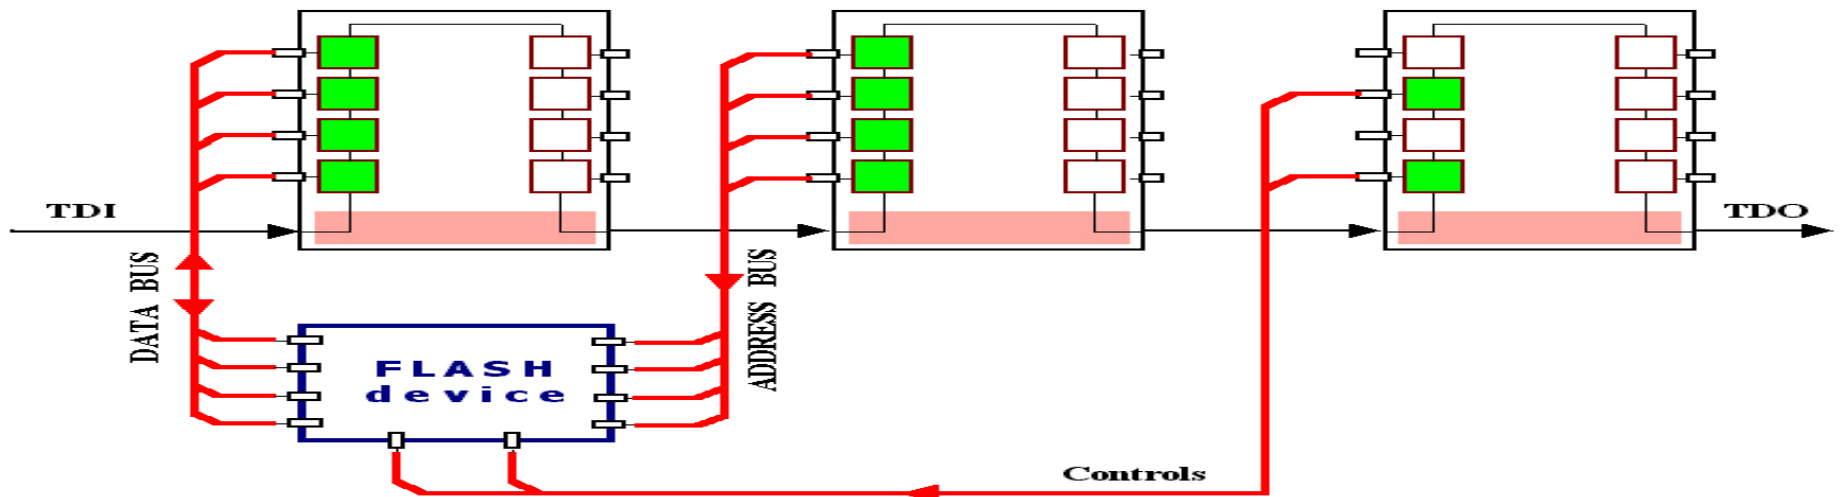 TDI
TDO
DATA BUS
ADDRESS BUS
FLASH
device
Controls